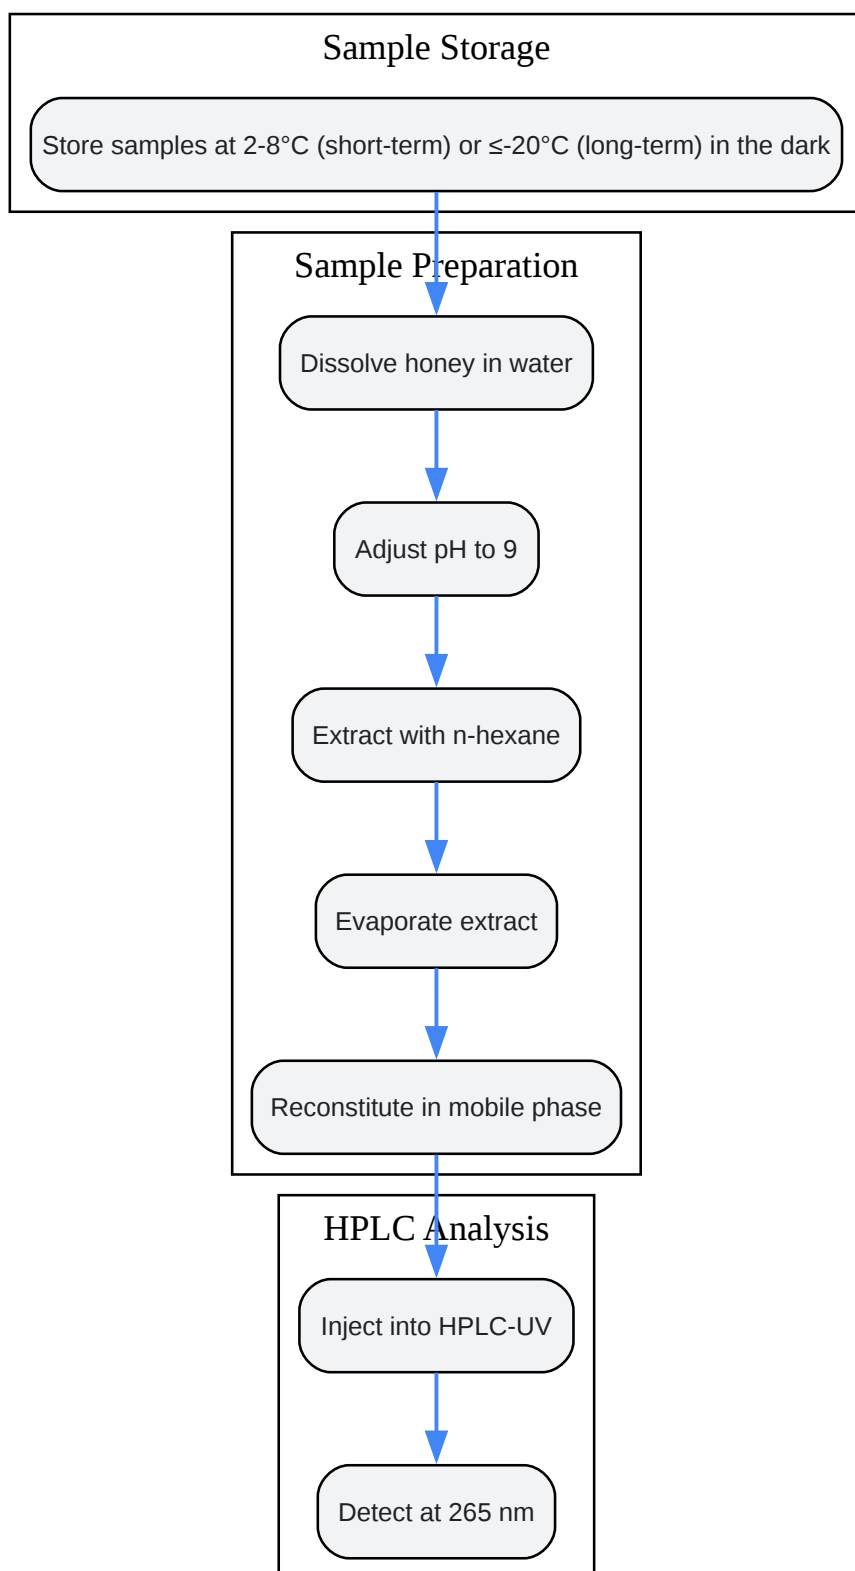 Sample Storage
Store samples at 2-8°C (short-term) or ≤-20°C (long-term) in the dark
Sample Preparation
Dissolve honey in water
Adjust pH to 9
Extract with n-hexane
Evaporate extract
Reconstitute in mobile phase
HPLC Analysis
Inject into HPLC-UV
Detect at 265 nm